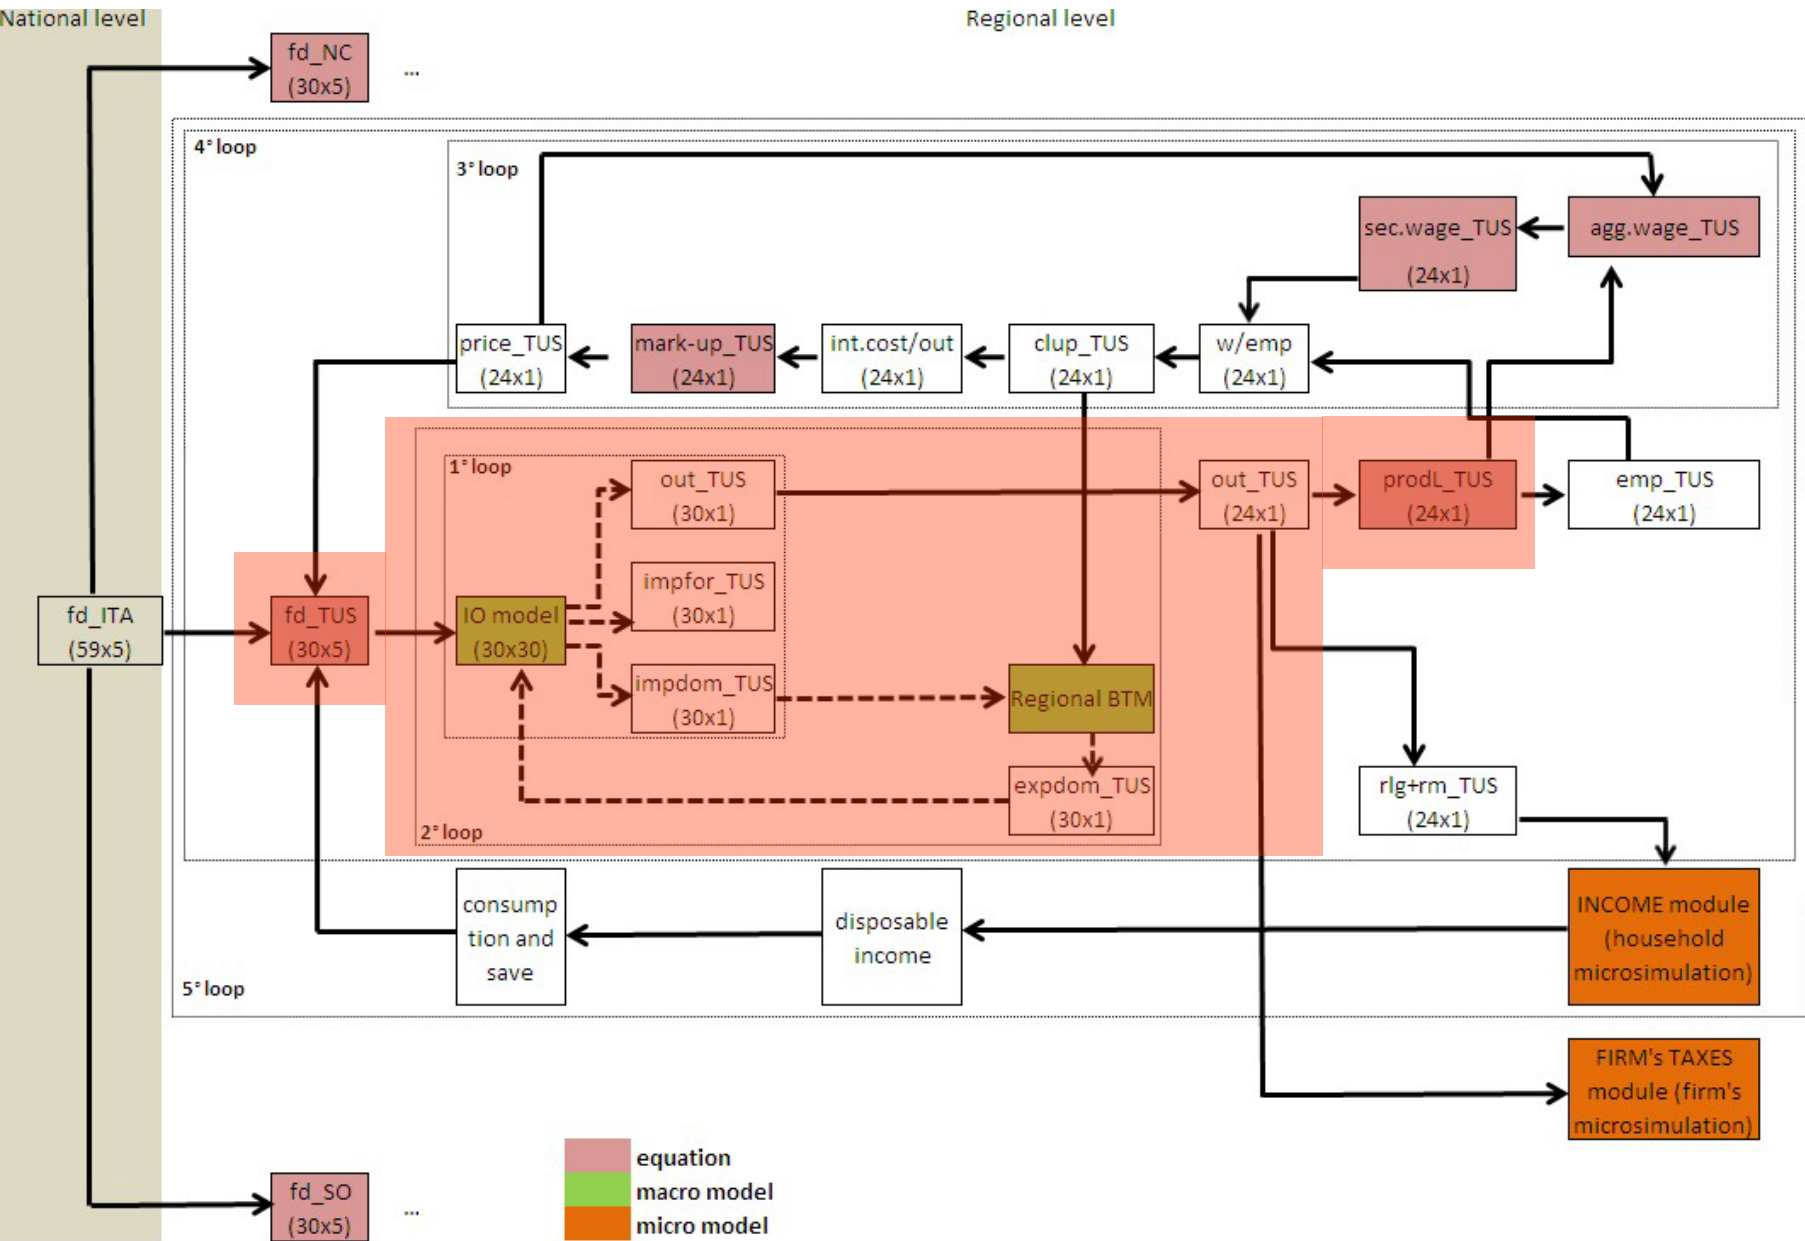 National level
Regional level
fd_NC
(30x5)
...
4° loop
3° loop
sec.wage_TUS
(24x1)
agg.wage_TUS
price_TUS
(24x1)
mark-up_TUS
(24x1)
int.cost/out
(24x1)
clup_TUS
(24x1)
w/emp
(24x1)
1° loop
out_TUS
(30x1)
out_TUS
(24x1)
prodL_TUS
(24x1)
emp_TUS
(24x1)
impfor_TUS
(30x1)
fd_ITA
(59x5)
fd_TUS
(30x5)
IO model
(30x30)
impdom_TUS
(30x1)
Regional BTM
expdom_TUS
(30x1)
rlg+rm_TUS
(24x1)
2° loop
consump
tion and
save
disposable
income
INCOME module
(household
microsimulation)
5° loop
FIRM's TAXES
module (firm's
microsimulation)
fd_SO
(30x5)
...
equation
macro model
micro model